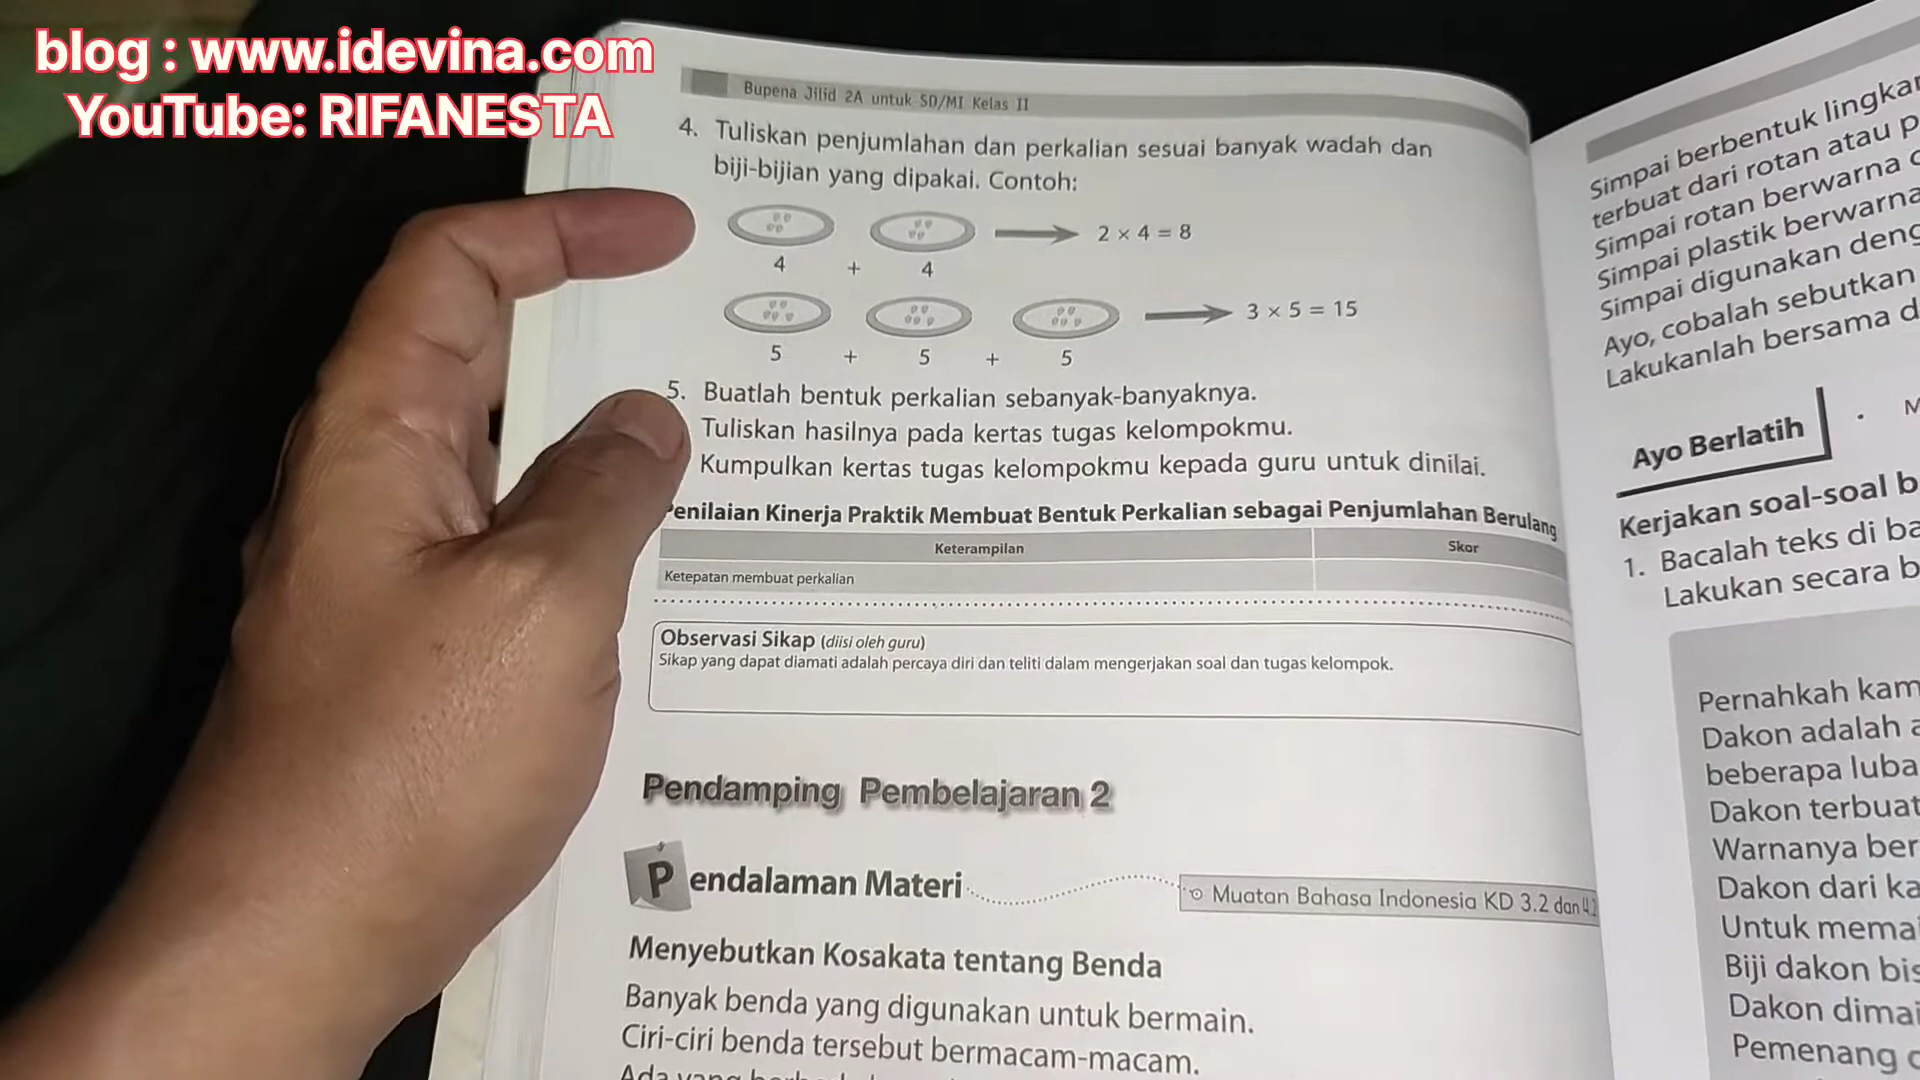 blog : www.idevina.com
YouTube: RIFANESTA
Bupena Jilid 2A untuk SD/MI Kelas II
4. Tuliskan penjumlahan dan perkalian sesuai banyak wadah dan
biji-bijian yang dipakai. Contoh:
2 × 4 = 8
4 + 4
3 × 5 = 15
5 + 5 + 5
5. Buatlah bentuk perkalian sebanyak-banyaknya.
Tuliskan hasilnya pada kertas tugas kelompokmu.
Kumpulkan kertas tugas kelompokmu kepada guru untuk dinilai.
Penilaian Kinerja Praktik Membuat Bentuk Perkalian sebagai Penjumlahan Berulang
Keterampilan Skor
Ketepatan membuat perkalian
Observasi Sikap (diisi oleh guru)
Sikap yang dapat diamati adalah percaya diri dan teliti dalam mengerjakan soal dan tugas kelompok.
Pendamping Pembelajaran 2
Pendalaman Materi
Muatan Bahasa Indonesia KD 3.2 dan 4.2
Menyebutkan Kosakata tentang Benda
Banyak benda yang digunakan untuk bermain.
Ciri-ciri benda tersebut bermacam-macam.
Ada yang
Simpai berbentuk lingkar
terbuat dari rotan atau p
Simpai rotan berwarna
Simpai plastik berwarna
Simpai digunakan deng
Ayo, cobalah sebutkan
Lakukanlah bersama d
Ayo Berlatih
Kerjakan soal-soal b
1. Bacalah teks di ba
Lakukan secara b
Pernahkah kam
Dakon adalah
beberapa luba
Dakon terbuat
Warnanya ber
Dakon dari ka
Untuk mema
Biji dakon bis
Dakon dimai
Pemenang